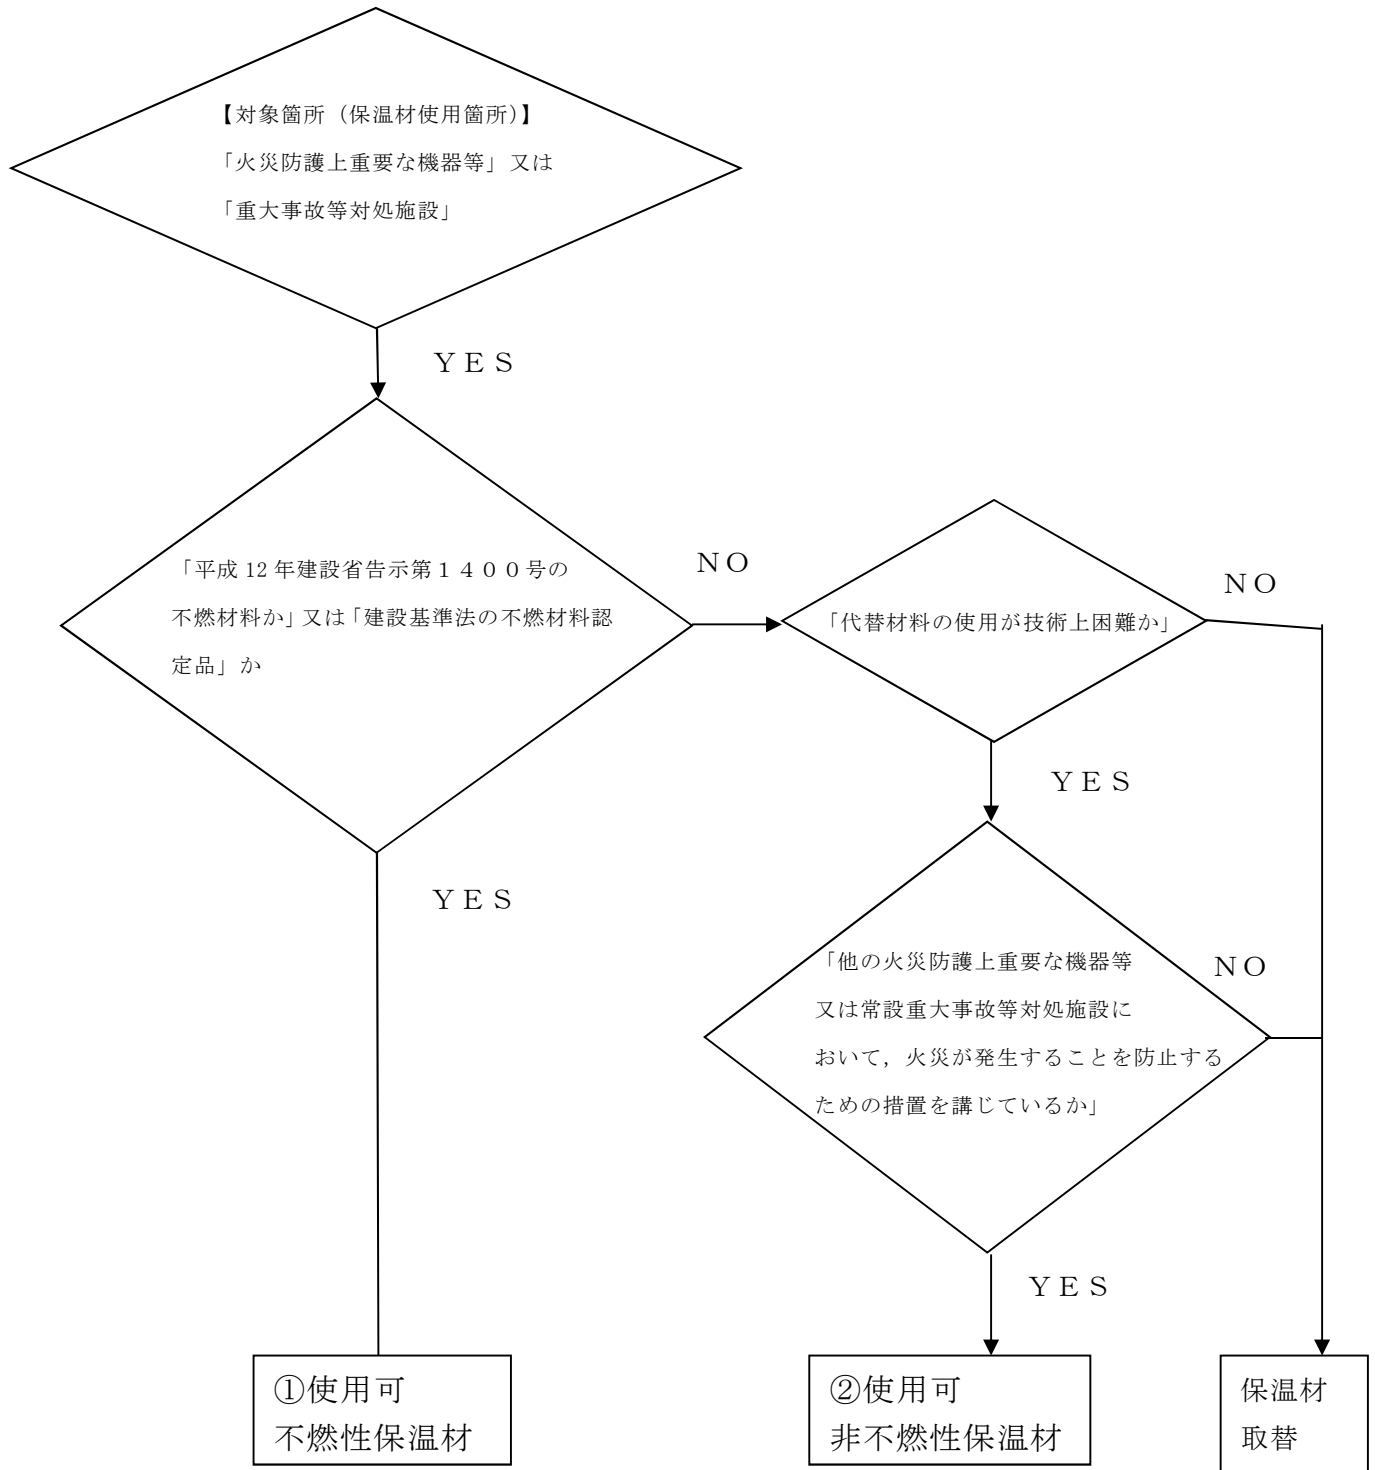 【対象箇所（保温材使用箇所）】
「火災防護上重要な機器等」又は
「重大事故等対処施設」
ＹＥＳ
「平成 12 年建設省告示第１４００号の
不燃材料か」又は「建設基準法の不燃材料認
定品」か
ＮＯ
「代替材料の使用が技術上困難か」
ＮＯ
ＹＥＳ
ＹＥＳ
「他の火災防護上重要な機器等
又は常設重大事故等対処施設に
おいて，火災が発生することを防止する
ための措置を講じているか」
ＮＯ
ＹＥＳ
①使用可
不燃性保温材
②使用可
非不燃性保温材
保温材
取替